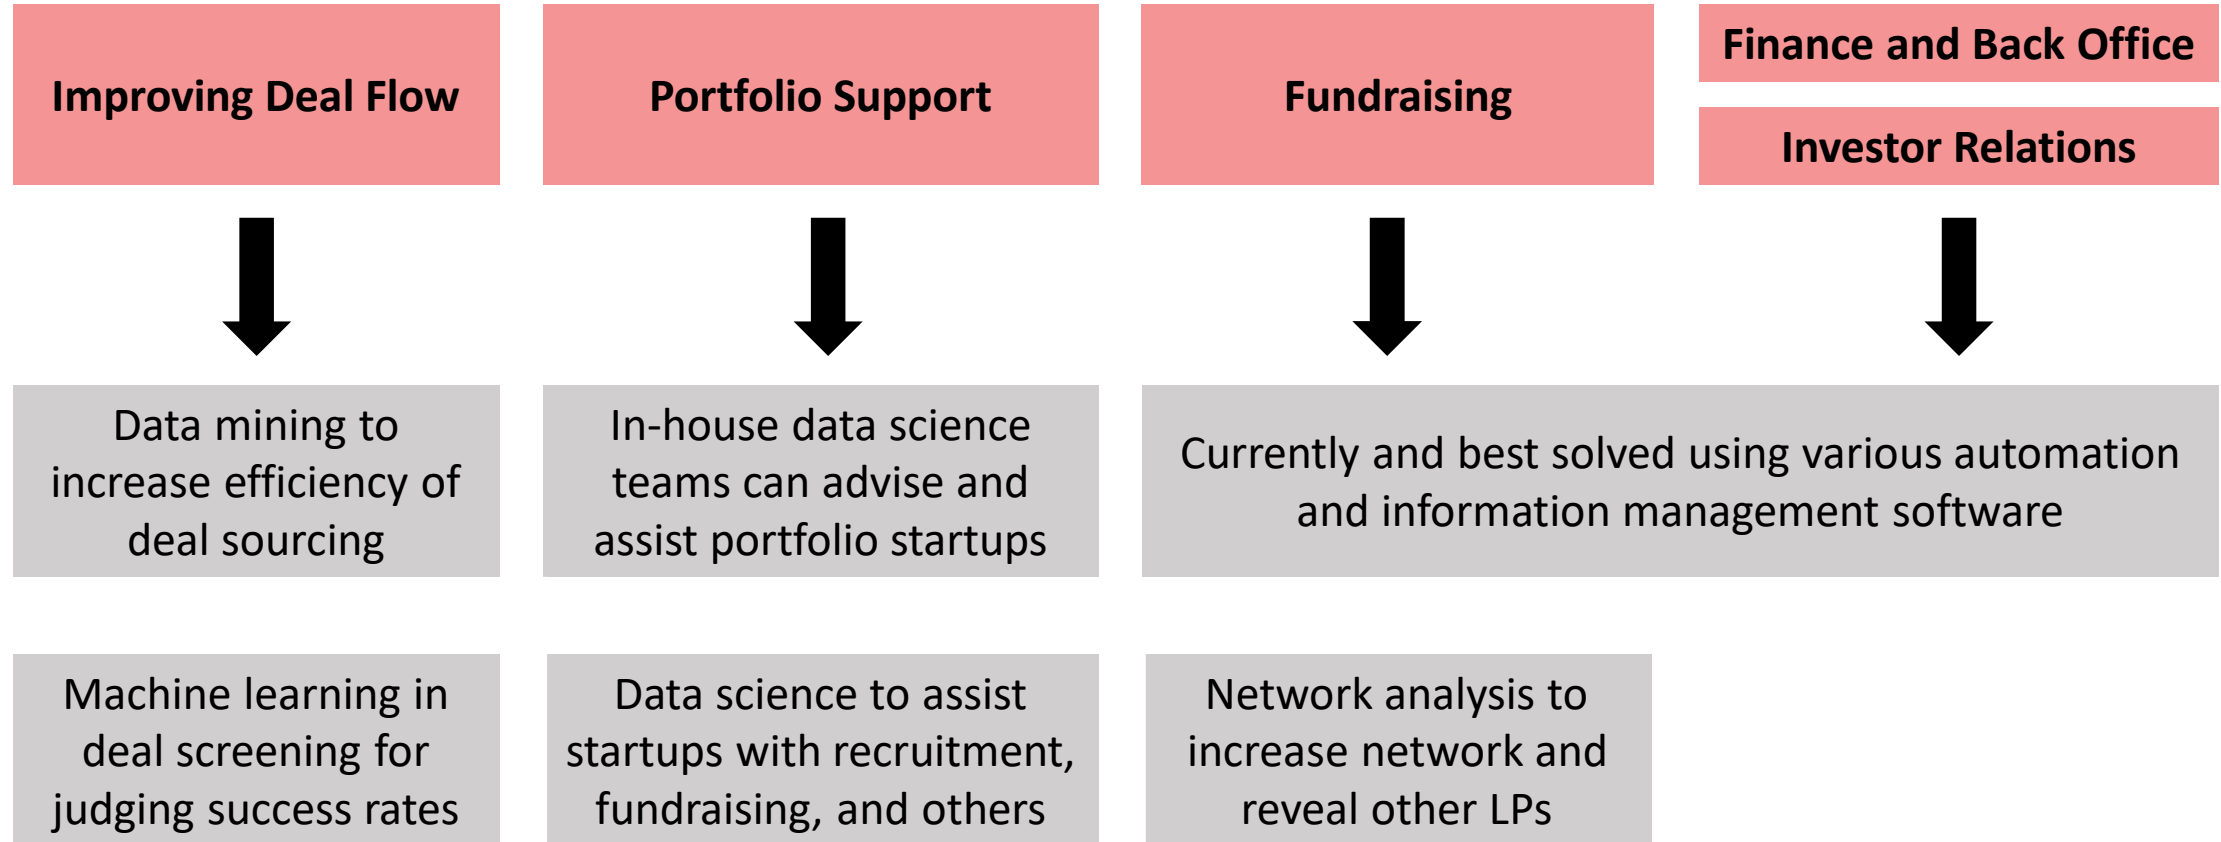 Improving Deal Flow
Portfolio Support
Fundraising
Finance and Back Office
Investor Relations
Data mining to
increase efficiency of
deal sourcing
In-house data science
teams can advise and
assist portfolio startups
Currently and best solved using various automation
and information management software
Machine learning in
deal screening for
judging success rates
Data science to assist
startups with recruitment,
fundraising, and others
Network analysis to
increase network and
reveal other LPs